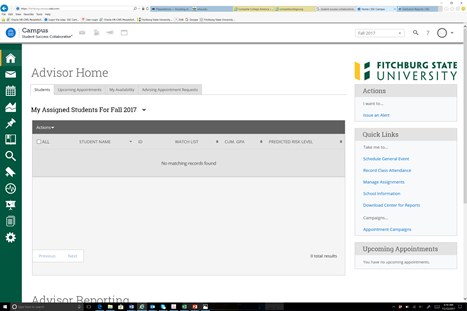 Campus
Student Success Collaborative
Fall 2017
Advisor Home
FITCHBURG STATE
UNIVERSITY
Students
Upcoming Appointments
My Availability
Advising Appointment Requests
My Assigned Students For Fall 2017
Actions
ALL
STUDENT NAME
ID
WATCH LIST
CUM. GPA
PREDICTED RISK LEVEL
No matching records found
Previous
Next
0 total results
Actions
I want to...
Issue an Alert
Quick Links
Take me to...
Schedule General Event
Record Class Attendance
Manage Assignments
School Information
Download Center for Reports
Campaigns...
Appointment Campaigns
Upcoming Appointments
You have no upcoming appointments.
Advisor Reporting